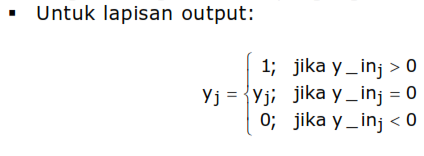 ▪ Untuk lapisan output:
1; jika y_inⱼ > 0
yⱼ = { yⱼ; jika y_inⱼ = 0
0; jika y_inⱼ < 0